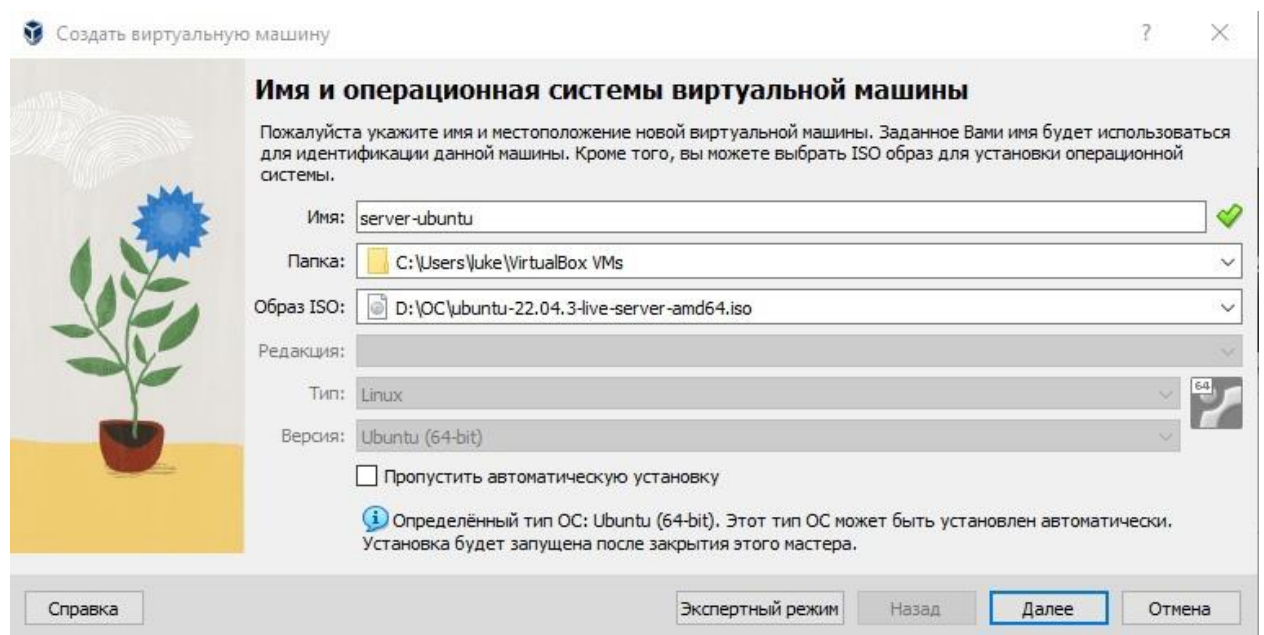 Создать виртуальную машину
?
Имя и операционная системы виртуальной машины
Пожалуйста укажите имя и местоположение новой виртуальной машины. Заданное Вами имя будет использоваться
для идентификации данной машины. Кроме того, вы можете выбрать ISO образ для установки операционной
системы.
Имя: server-ubuntu
Папка: C:\Users\luke\VirtualBox VMs
Образ ISO: D:\ОС\ubuntu-22.04.3-live-server-amd64.iso
Редакция:
Тип: Linux
64
Версия: Ubuntu (64-bit)
Пропустить автоматическую установку
Определённый тип ОС: Ubuntu (64-bit). Этот тип ОС может быть установлен автоматически.
Установка будет запущена после закрытия этого мастера.
Справка Экспертный режим Назад Далее Отмена